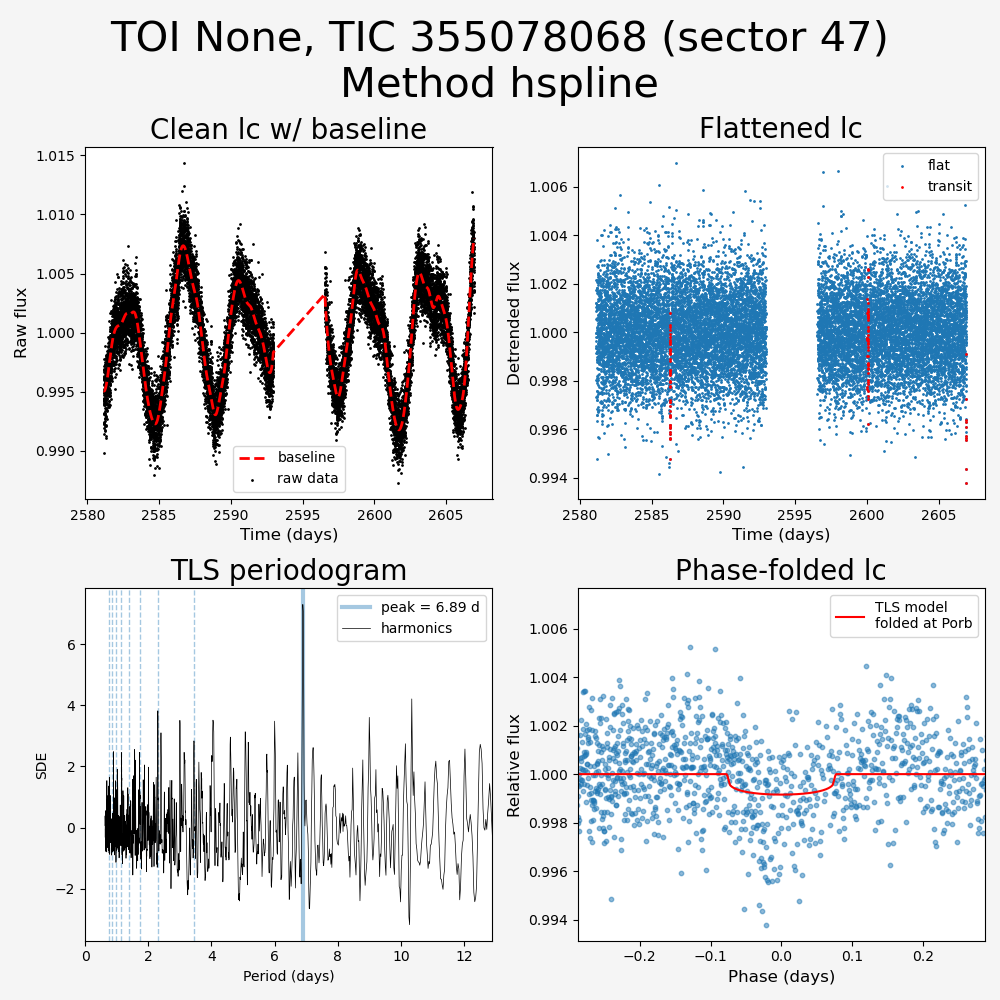 TOI None, TIC 355078068 (sector 47)
Method hspline
Clean lc w/ baseline
Raw flux
1.015
1.010
1.005
1.000
0.995
0.990
baseline
raw data
2580 2585 2590 2595 2600 2605
Time (days)
Flattened lc
Detrended flux
1.006
1.004
1.002
1.000
0.998
0.996
0.994
flat
transit
2580 2585 2590 2595 2600 2605
Time (days)
TLS periodogram
SDE
6
4
2
0
−2
peak = 6.89 d
harmonics
0 2 4 6 8 10 12
Period (days)
Phase-folded lc
Relative flux
1.006
1.004
1.002
1.000
0.998
0.996
0.994
TLS model
folded at Porb
−0.2 −0.1 0.0 0.1 0.2
Phase (days)